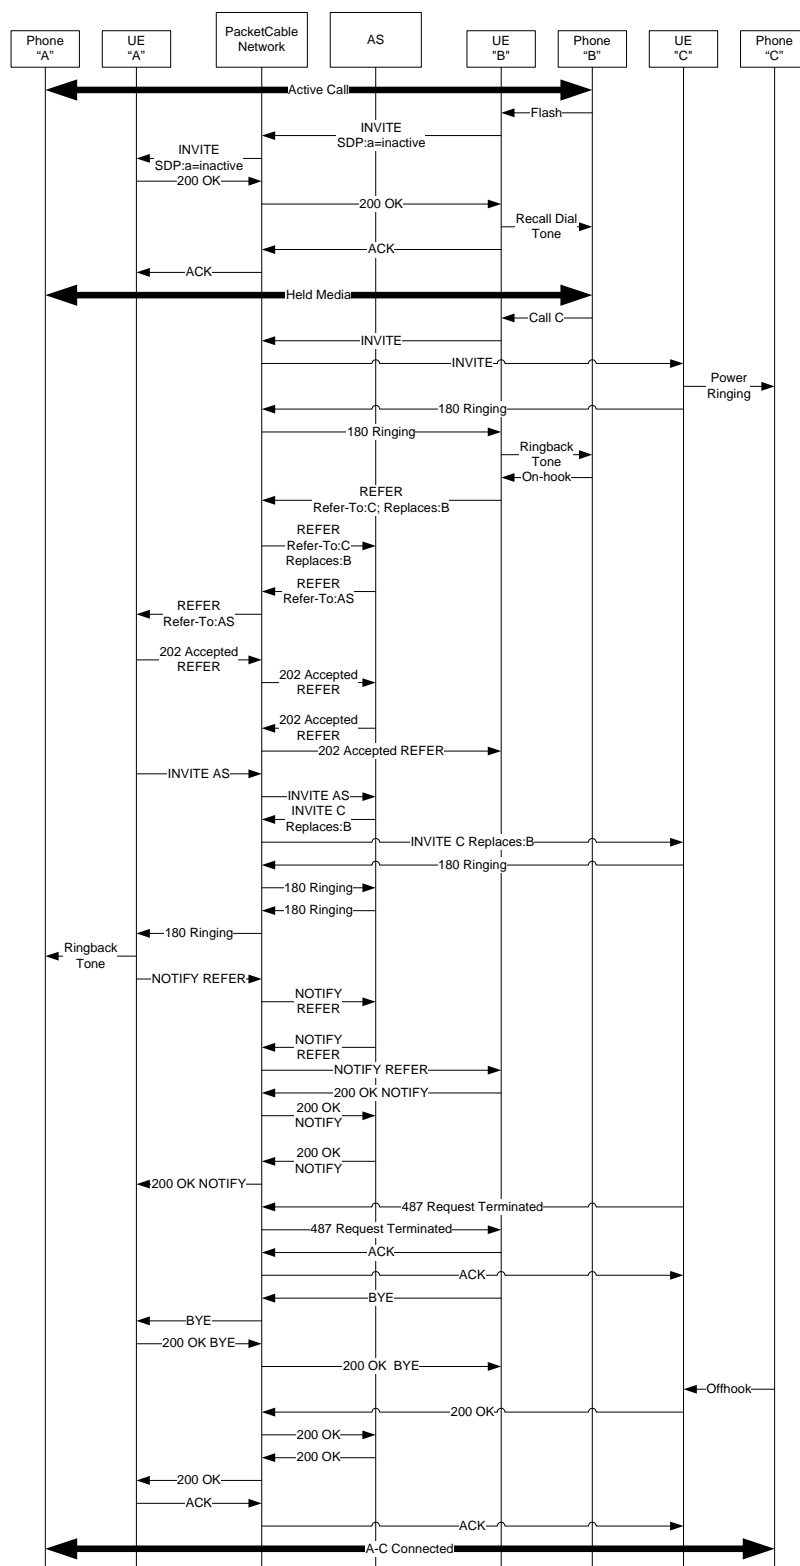 Phone
“A”
UE
“A”
PacketCable
Network
AS
UE
"B"
Phone
“B”
UE
"C"
Phone
“C”
Active Call
Flash
INVITE
SDP:a=inactive
INVITE
SDP:a=inactive
200 OK
200 OK
Recall Dial
Tone
ACK
ACK
Held Media
Call C
INVITE
INVITE
Power
Ringing
180 Ringing
180 Ringing
Ringback
Tone
On-hook
REFER
Refer-To:C; Replaces:B
REFER
Refer-To:C
Replaces:B
REFER
Refer-To:AS
REFER
Refer-To:AS
202 Accepted
REFER
202 Accepted
REFER
202 Accepted
REFER
202 Accepted REFER
INVITE AS
INVITE AS
INVITE C
Replaces:B
INVITE C Replaces:B
180 Ringing
180 Ringing
180 Ringing
180 Ringing
Ringback
Tone
NOTIFY REFER
NOTIFY
REFER
NOTIFY
REFER
NOTIFY REFER
200 OK NOTIFY
200 OK
NOTIFY
200 OK
NOTIFY
200 OK NOTIFY
487 Request Terminated
487 Request Terminated
ACK
ACK
BYE
BYE
200 OK BYE
200 OK  BYE
Offhook
200 OK
200 OK
200 OK
200 OK
ACK
ACK
A-C Connected